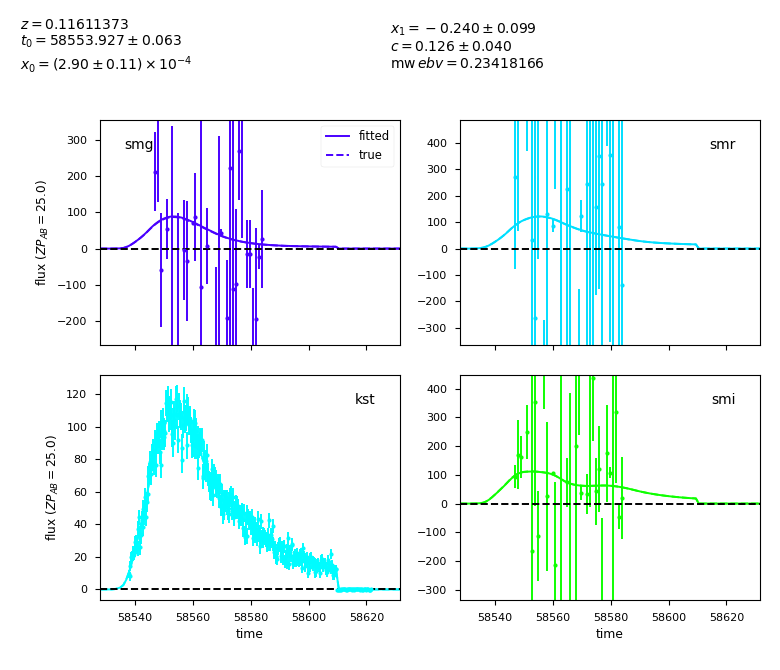 z = 0.11611373
t₀ = 58553.927 ± 0.063
x₀ = (2.90 ± 0.11) × 10⁻⁴
x₁ = −0.240 ± 0.099
c = 0.126 ± 0.040
mwebv = 0.23418166
smg
fitted
true
300
200
100
0
−100
−200
flux (ZP_AB = 25.0)
smr
400
300
200
100
0
−100
−200
−300
kst
120
100
80
60
40
20
0
flux (ZP_AB = 25.0)
58540 58560 58580 58600 58620
time
smi
400
300
200
100
0
−100
−200
−300
58540 58560 58580 58600 58620
time